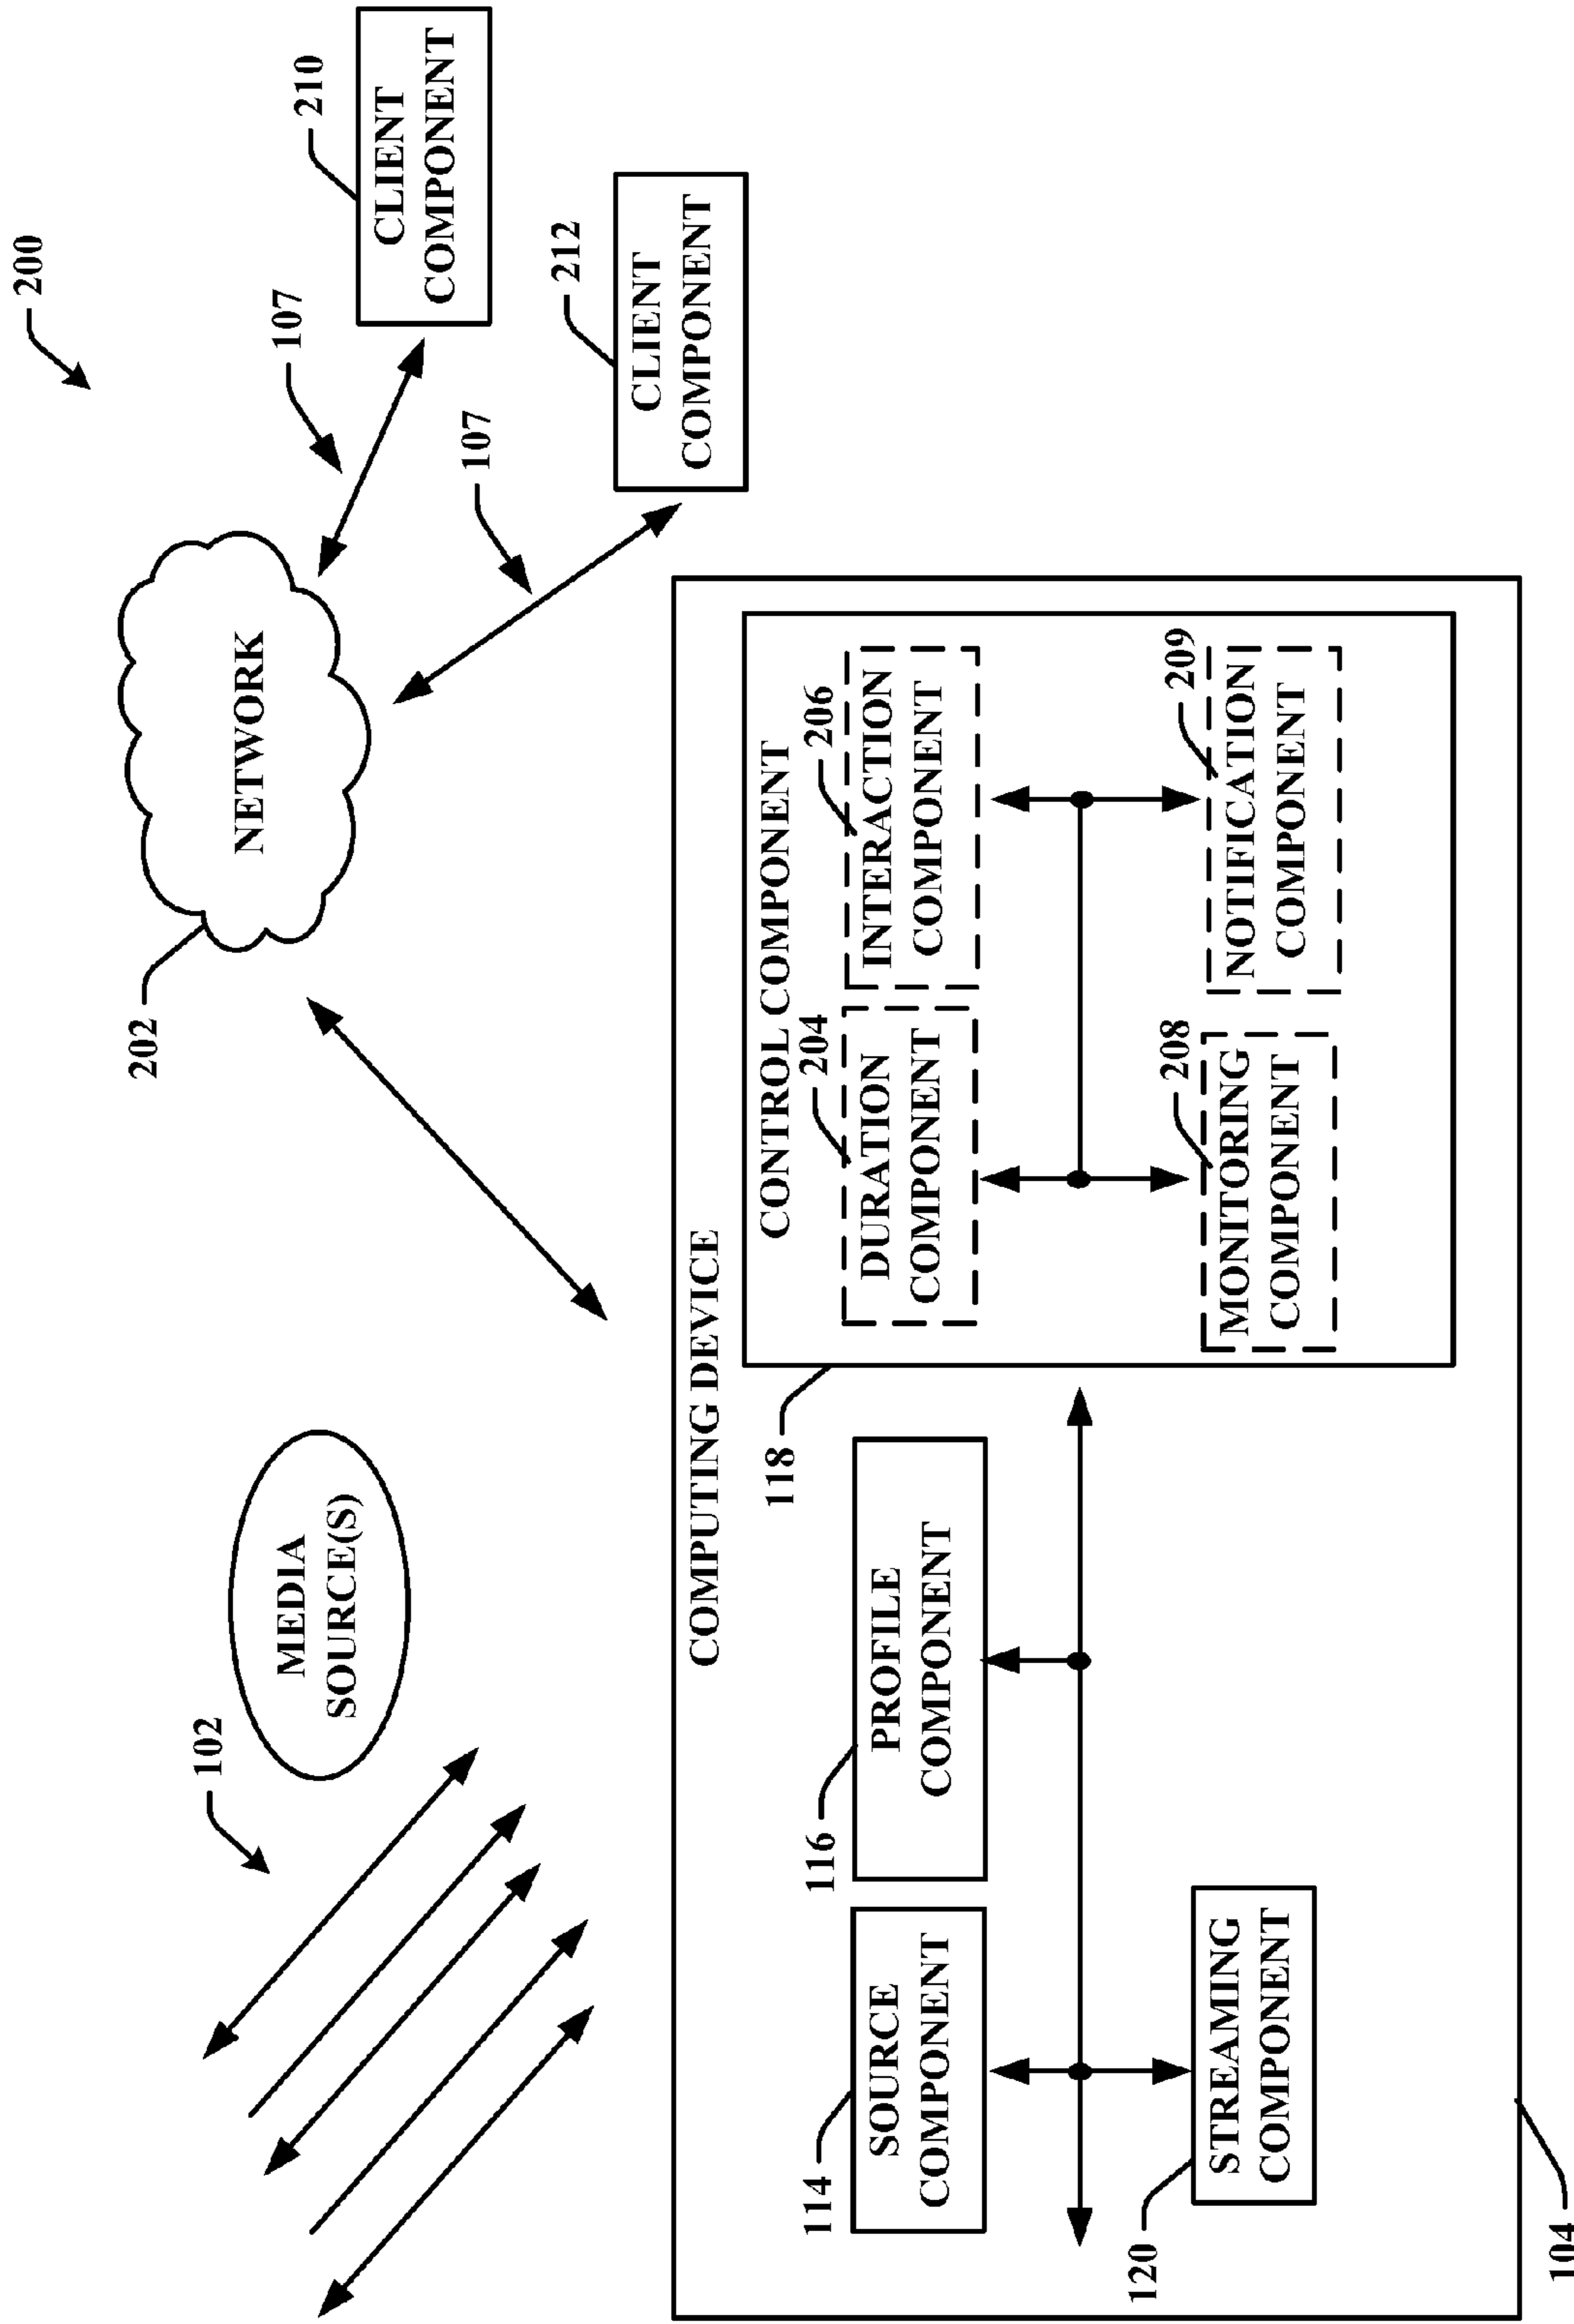 200
102
MEDIA
SOURCE(S)
202
NETWORK
107
107
210
CLIENT
COMPONENT
212
CLIENT
COMPONENT
COMPUTING DEVICE
118
CONTROL COMPONENT
114
SOURCE
COMPONENT
116
PROFILE
COMPONENT
204
DURATION
COMPONENT
206
INTERACTION
COMPONENT
120
STREAMING
COMPONENT
208
MONITORING
COMPONENT
209
NOTIFICATION
COMPONENT
104